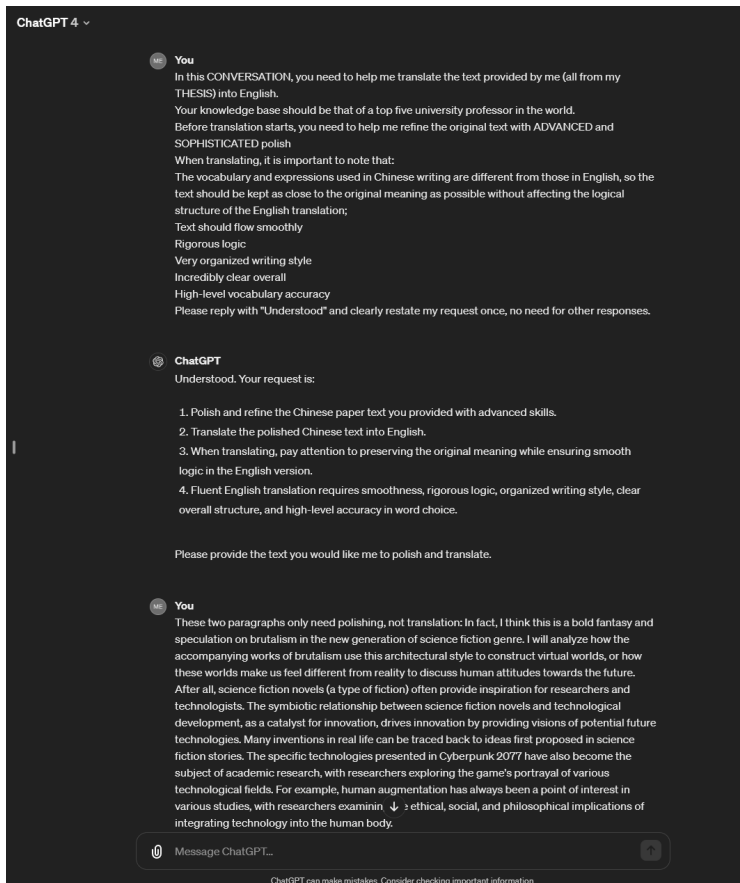 ChatGPT 4
ME You
In this CONVERSATION, you need to help me translate the text provided by me (all from my
THESIS) into English.
Your knowledge base should be that of a top five university professor in the world.
Before translation starts, you need to help me refine the original text with ADVANCED and
SOPHISTICATED polish
When translating, it is important to note that:
The vocabulary and expressions used in Chinese writing are different from those in English, so the
text should be kept as close to the original meaning as possible without affecting the logical
structure of the English translation;
Text should flow smoothly
Rigorous logic
Very organized writing style
Incredibly clear overall
High-level vocabulary accuracy
Please reply with "Understood" and clearly restate my request once, no need for other responses.
ChatGPT
Understood. Your request is:
1. Polish and refine the Chinese paper text you provided with advanced skills.
2. Translate the polished Chinese text into English.
3. When translating, pay attention to preserving the original meaning while ensuring smooth
logic in the English version.
4. Fluent English translation requires smoothness, rigorous logic, organized writing style, clear
overall structure, and high-level accuracy in word choice.
Please provide the text you would like me to polish and translate.
ME You
These two paragraphs only need polishing, not translation: In fact, I think this is a bold fantasy and
speculation on brutalism in the new generation of science fiction genre. I will analyze how the
accompanying works of brutalism use this architectural style to construct virtual worlds, or how
these worlds make us feel different from reality to discuss human attitudes towards the future.
After all, science fiction novels (a type of fiction) often provide inspiration for researchers and
technologists. The symbiotic relationship between science fiction novels and technological
development, as a catalyst for innovation, drives innovation by providing visions of potential future
technologies. Many inventions in real life can be traced back to ideas first proposed in science
fiction stories. The specific technologies presented in Cyberpunk 2077 have also become the
subject of academic research, with researchers exploring the game's portrayal of various
technological fields. For example, human augmentation has always been a point of interest in
various studies, with researchers examinin ethical, social, and philosophical implications of
integrating technology into the human body.
Message ChatGPT...
ChatGPT can make mistakes. Consider checking important information.